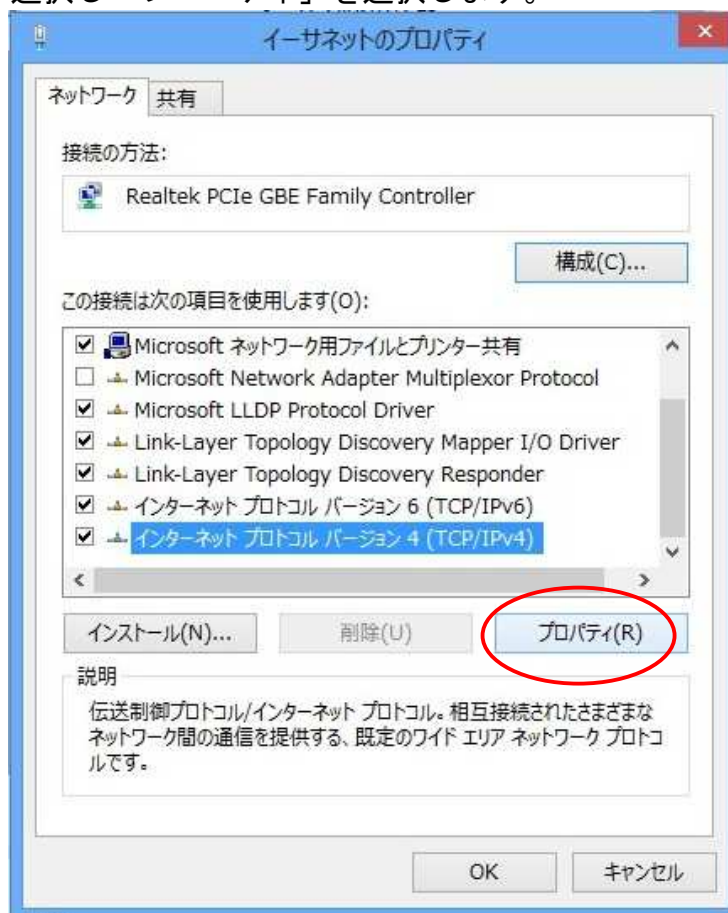 イーサネットのプロパティ
ネットワーク 共有
接続の方法:
Realtek PCIe GBE Family Controller
構成(C)...
この接続は次の項目を使用します(O):
Microsoft ネットワーク用ファイルとプリンター共有
Microsoft Network Adapter Multiplexor Protocol
Microsoft LLDP Protocol Driver
Link-Layer Topology Discovery Mapper I/O Driver
Link-Layer Topology Discovery Responder
インターネット プロトコル バージョン 6 (TCP/IPv6)
インターネット プロトコル バージョン 4 (TCP/IPv4)
インストール(N)... 削除(U) プロパティ(R)
説明
伝送制御プロトコル/インターネット プロトコル。相互接続されたさまざまな
ネットワーク間の通信を提供する、既定のワイド エリア ネットワーク プロトコ
ルです。
OK キャンセル